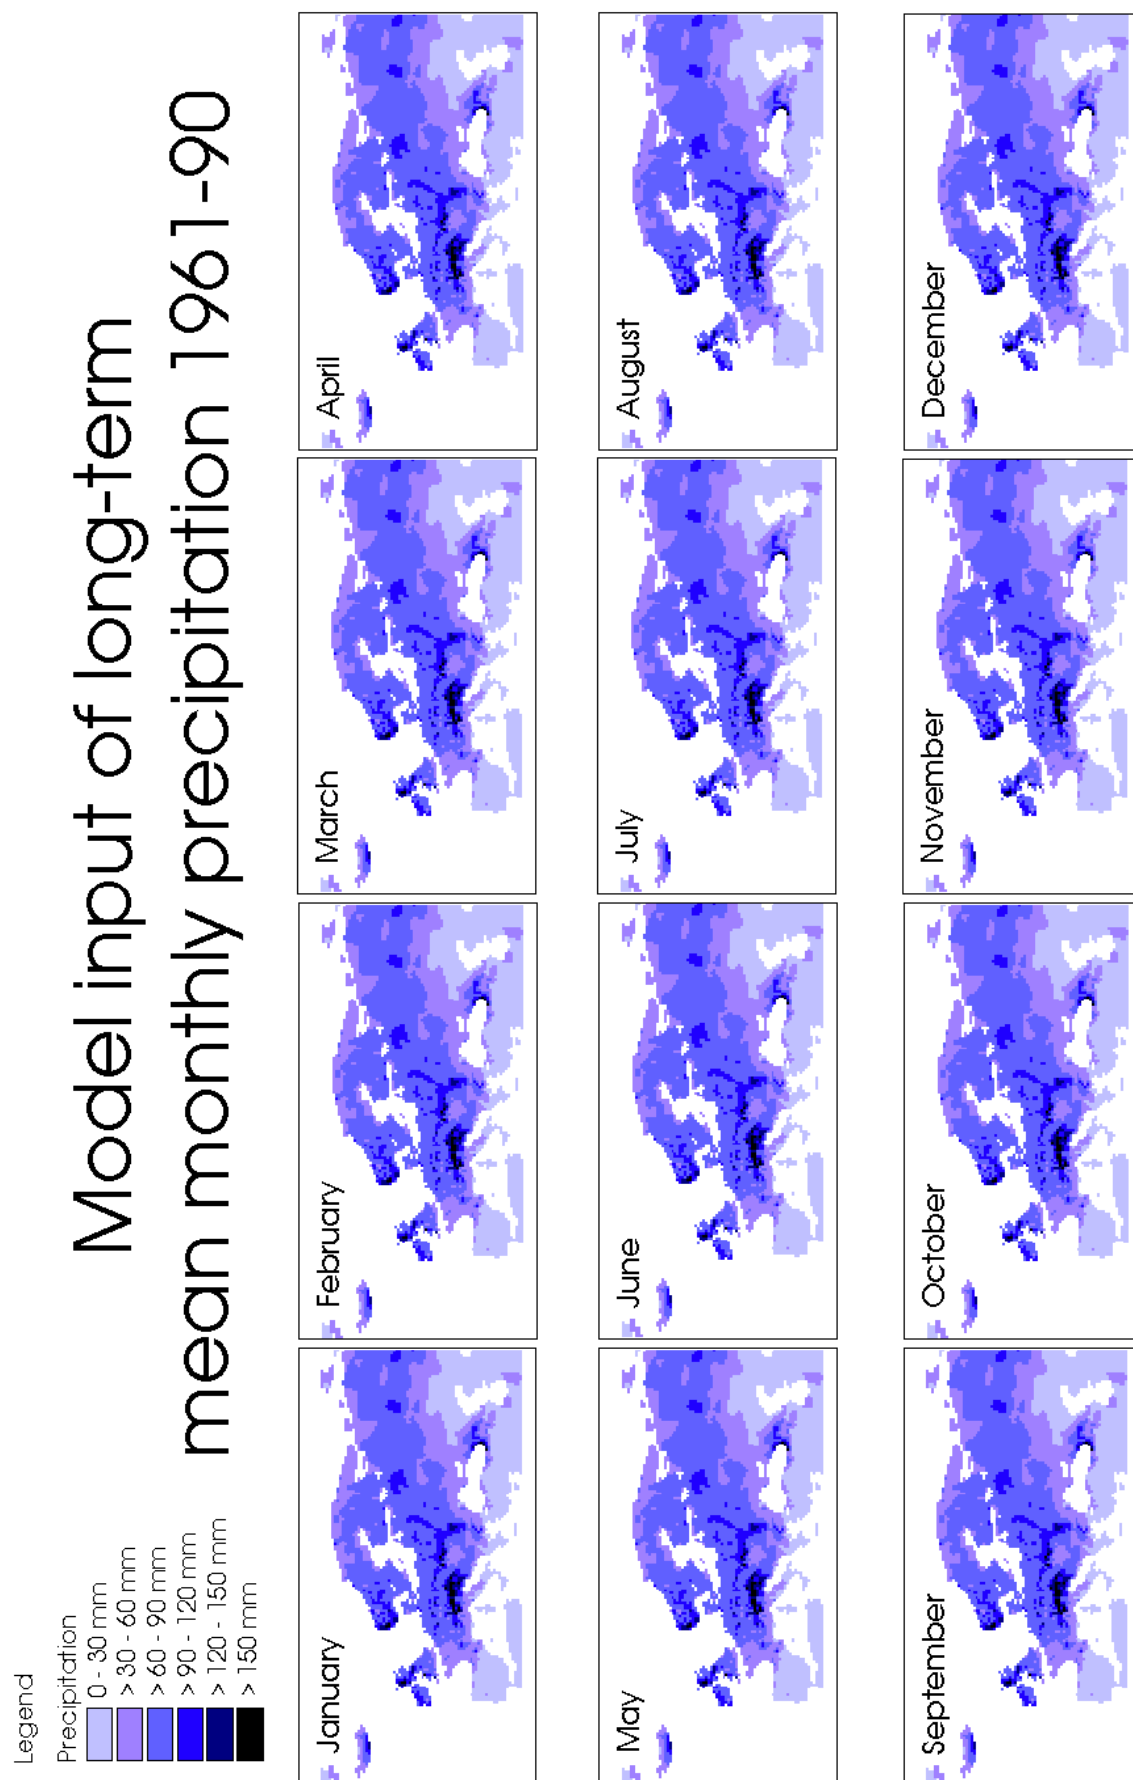 Model input of long-term
mean monthly precipitation 1961-90
Legend
Precipitation
0 - 30 mm
> 30 - 60 mm
> 60 - 90 mm
> 90 - 120 mm
> 120 - 150 mm
> 150 mm
January
February
March
April
May
June
July
August
September
October
November
December